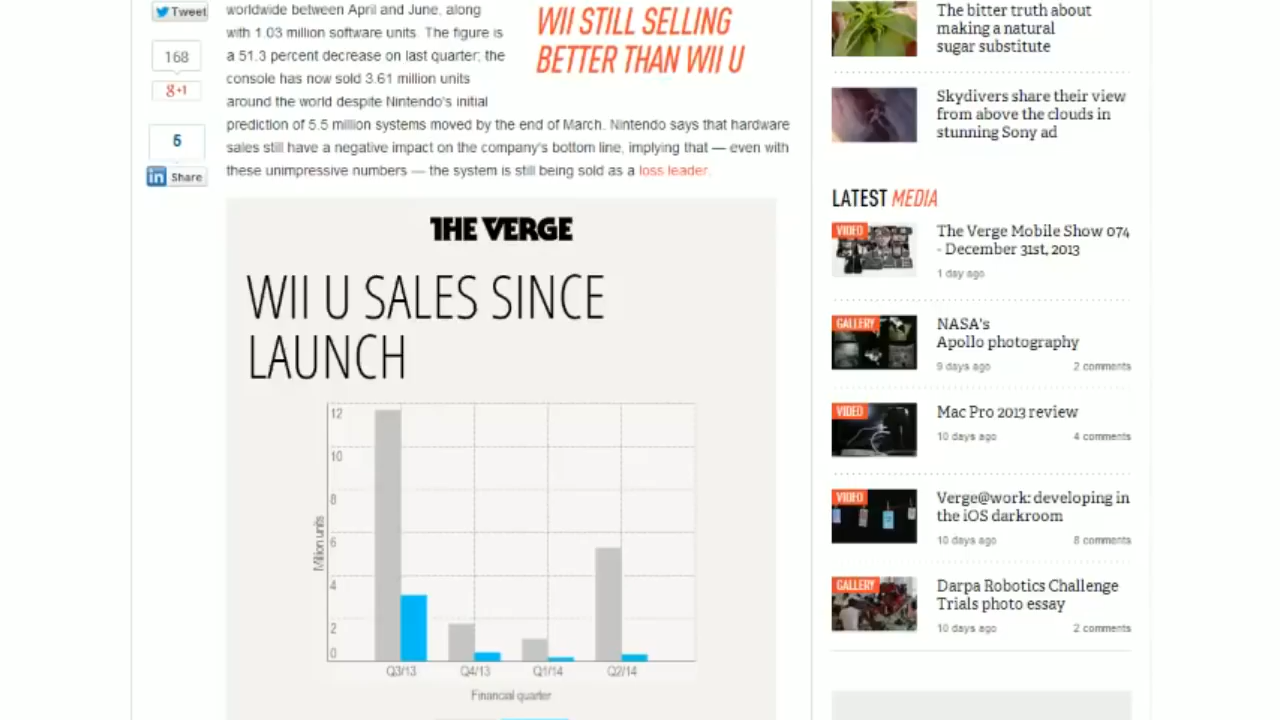 Tweet
168
g+1
6
in Share
worldwide between April and June, along
with 1.03 million software units. The figure is
a 51.3 percent decrease on last quarter; the
console has now sold 3.61 million units
around the world despite Nintendo's initial
prediction of 5.5 million systems moved by the end of March. Nintendo says that hardware
sales still have a negative impact on the company's bottom line, implying that — even with
these unimpressive numbers — the system is still being sold as a loss leader.
WII STILL SELLING
BETTER THAN WII U
THE VERGE
WII U SALES SINCE
LAUNCH
12
10
8
6
4
2
0
Million units
Q3/13 Q4/13 Q1/14 Q2/14
Financial quarter
The bitter truth about
making a natural
sugar substitute
Skydivers share their view
from above the clouds in
stunning Sony ad
LATEST MEDIA
VIDEO
The Verge Mobile Show 074
- December 31st, 2013
1 day ago
GALLERY
NASA's
Apollo photography
9 days ago 2 comments
VIDEO
Mac Pro 2013 review
10 days ago 4 comments
VIDEO
Verge@work: developing in
the iOS darkroom
10 days ago 8 comments
GALLERY
Darpa Robotics Challenge
Trials photo essay
10 days ago 2 comments